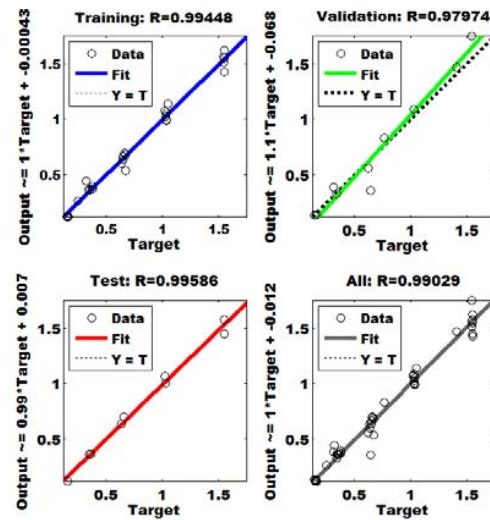 Training: R=0.99448
Output ~= 1*Target + -0.00043
Data
Fit
Y = T
1.5
1
0.5
0.5 1 1.5
Target
Validation: R=0.97974
Output ~= 1.1*Target + -0.068
Data
Fit
Y = T
1.5
1
0.5
0.5 1 1.5
Target
Test: R=0.99586
Output ~= 0.99*Target + 0.007
Data
Fit
Y = T
1.5
1
0.5
0.5 1 1.5
Target
All: R=0.99029
Output ~= 1*Target + -0.012
Data
Fit
Y = T
1.5
1
0.5
0.5 1 1.5
Target